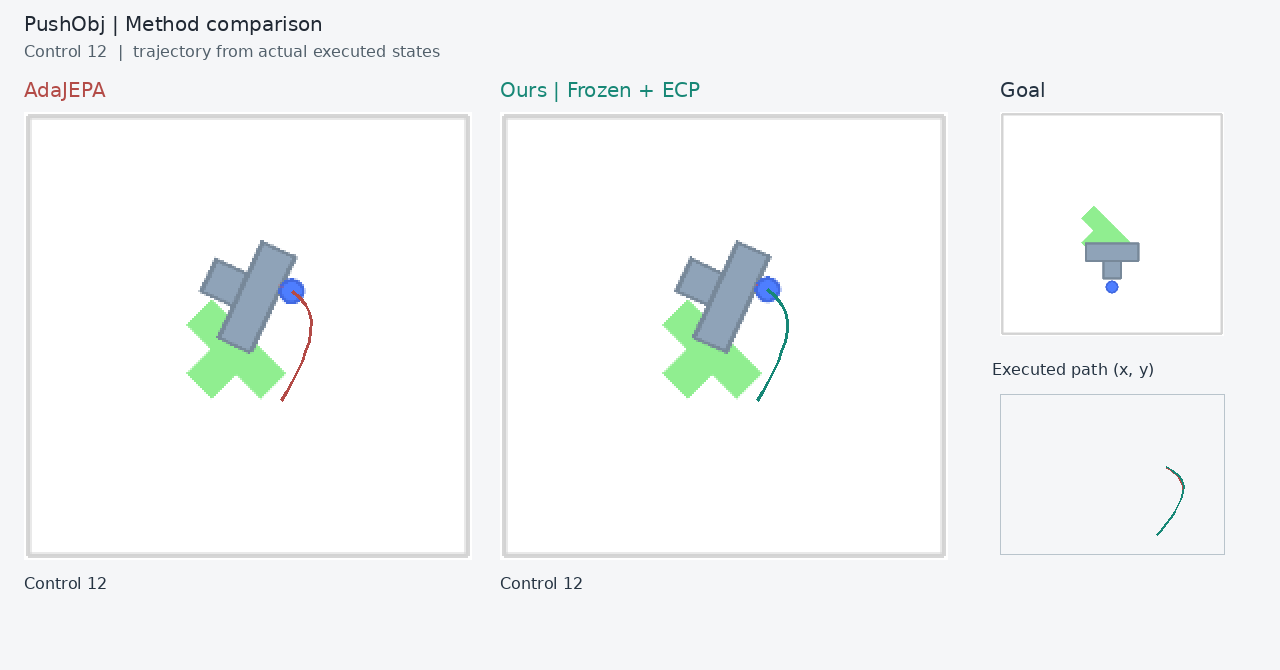 PushObj | Method comparison
Control 12 | trajectory from actual executed states
AdaJEPA
Ours | Frozen + ECP
Goal
Executed path (x, y)
Control 12
Control 12